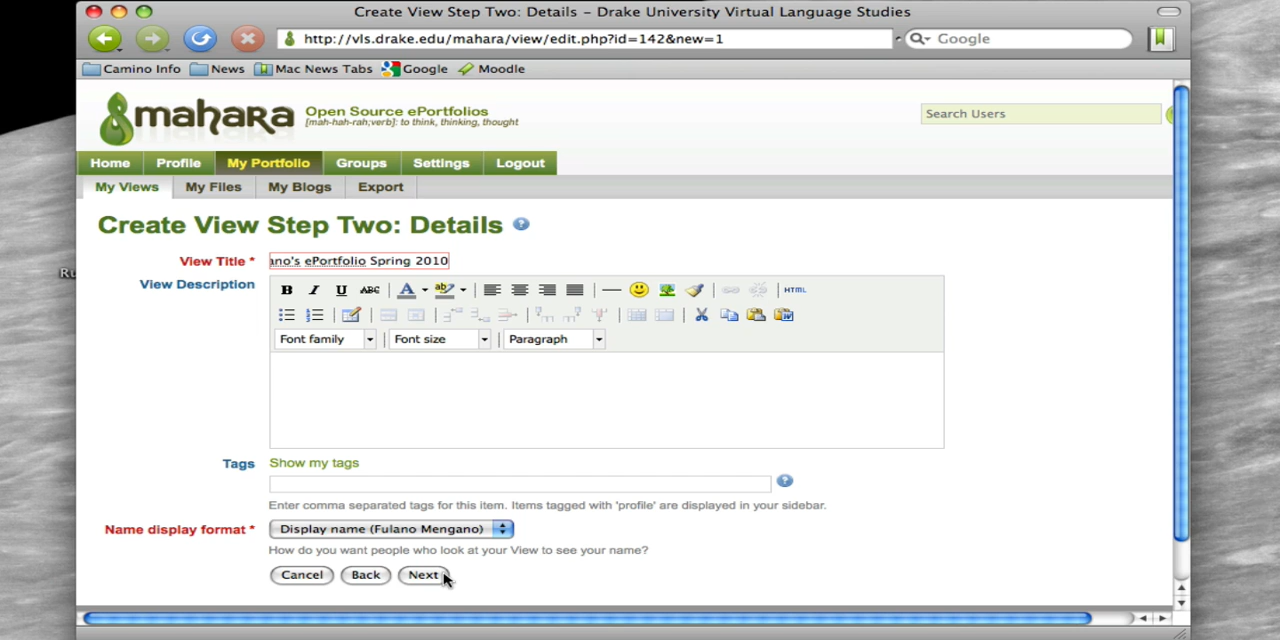 Create View Step Two: Details – Drake University Virtual Language Studies
http://vls.drake.edu/mahara/view/edit.php?id=142&new=1
Google
Camino Info News Mac News Tabs Google Moodle
mahara Open Source ePortfolios
[mah-hah-rah;verb]: to think, thinking, thought
Search Users
Home Profile My Portfolio Groups Settings Logout
My Views My Files My Blogs Export
Create View Step Two: Details ?
View Title * ano's ePortfolio Spring 2010
View Description
B I U ABC A ab HTML
Font family Font size Paragraph
Tags Show my tags
?
Enter comma separated tags for this item. Items tagged with 'profile' are displayed in your sidebar.
Name display format * Display name (Fulano Mengano)
How do you want people who look at your View to see your name?
Cancel Back Next
Ru